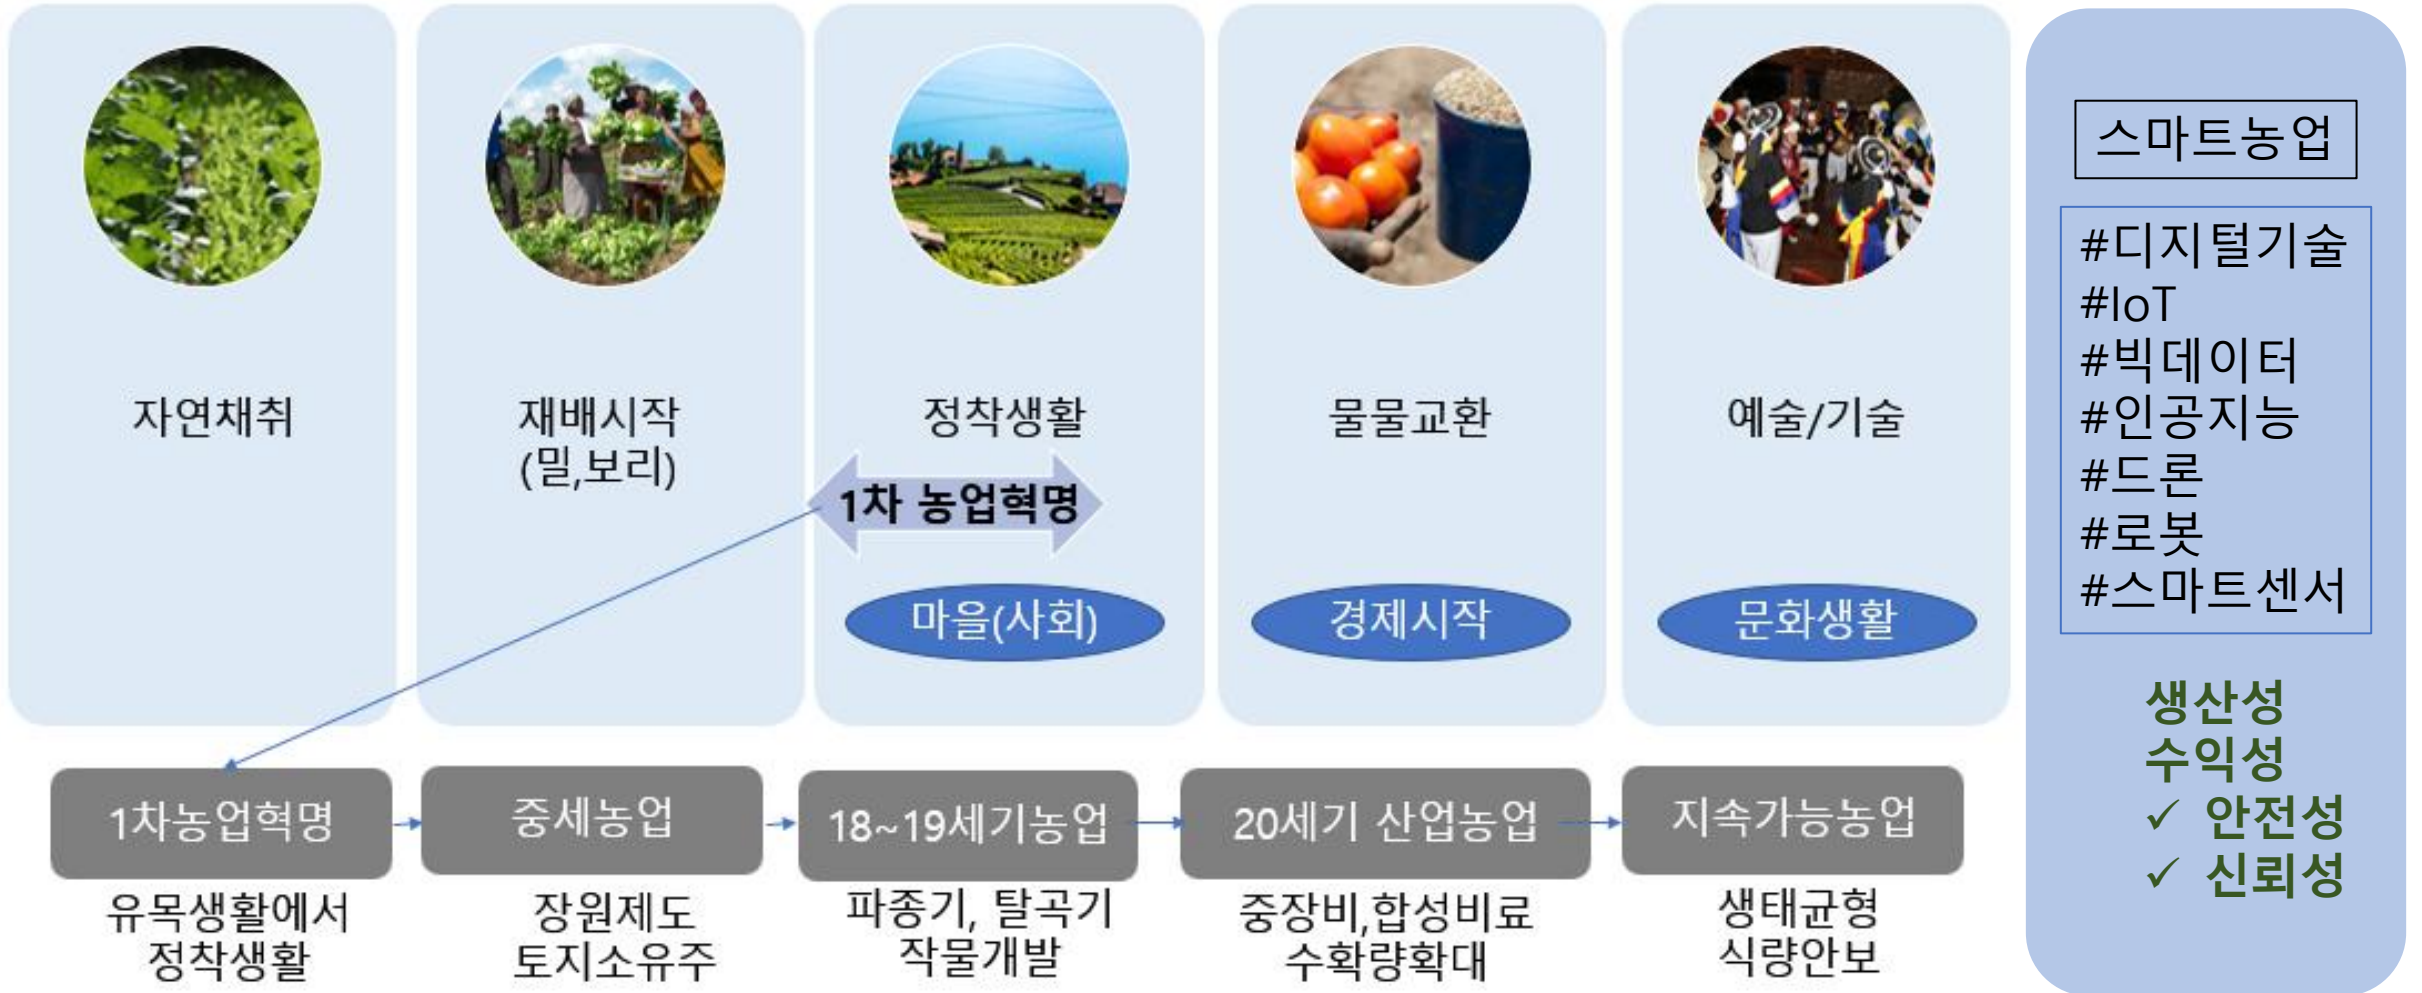 자연채취
재배시작
(밀,보리)
정착생활
1차 농업혁명
마을(사회)
물물교환
경제시작
예술/기술
문화생활
1차농업혁명
유목생활에서
정착생활
중세농업
장원제도
토지소유주
18~19세기농업
파종기, 탈곡기
작물개발
20세기 산업농업
중장비,합성비료
수확량확대
지속가능농업
생태균형
식량안보
스마트농업
#디지털기술
#IoT
#빅데이터
#인공지능
#드론
#로봇
#스마트센서
생산성
수익성
✓ 안전성
✓ 신뢰성